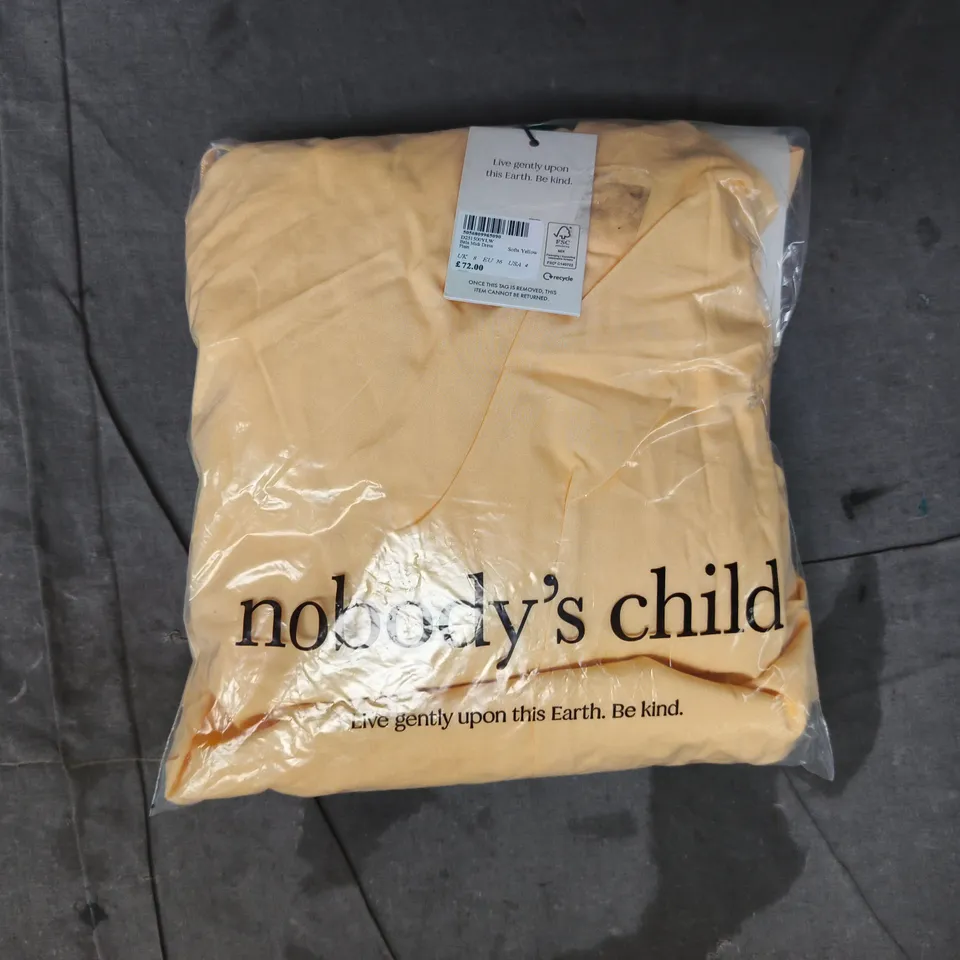 Live gently upon
this Earth. Be kind.
Soft Yellow
UK EU 36 USA 4
£72.00
FSC
recycle
ONCE THIS TAG IS REMOVED, THIS
ITEM CANNOT BE RETURNED.
nobody's child
Live gently upon this Earth. Be kind.